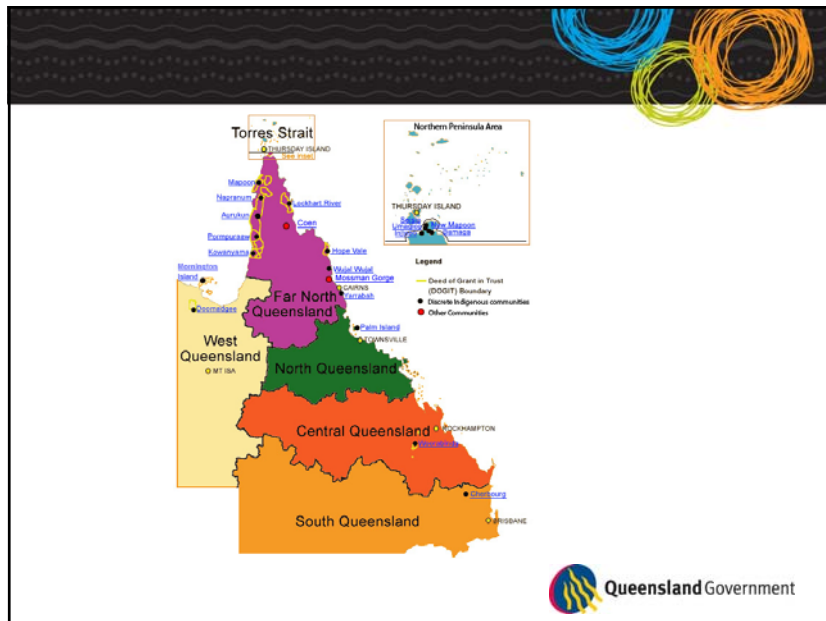 Torres Strait
THURSDAY ISLAND
See Inset
Mapoon
Napranum
Aurukun
Pormpuraaw
Kowanyama
Lockhart River
Coen
Hope Vale
Wujal Wujal
Mossman Gorge
CAIRNS
Yarrabah
Mornington
Island
Doomadgee
Far North
Queensland
Palm Island
TOWNSVILLE
West
Queensland
MT ISA
North Queensland
Central Queensland
ROCKHAMPTON
Woorabinda
Cherbourg
South Queensland
BRISBANE
Northern Peninsula Area
THURSDAY ISLAND
New Mapoon
Legend
Deed of Grant in Trust
(DOGIT) Boundary
Discrete Indigenous communities
Other Communities
Queensland Government